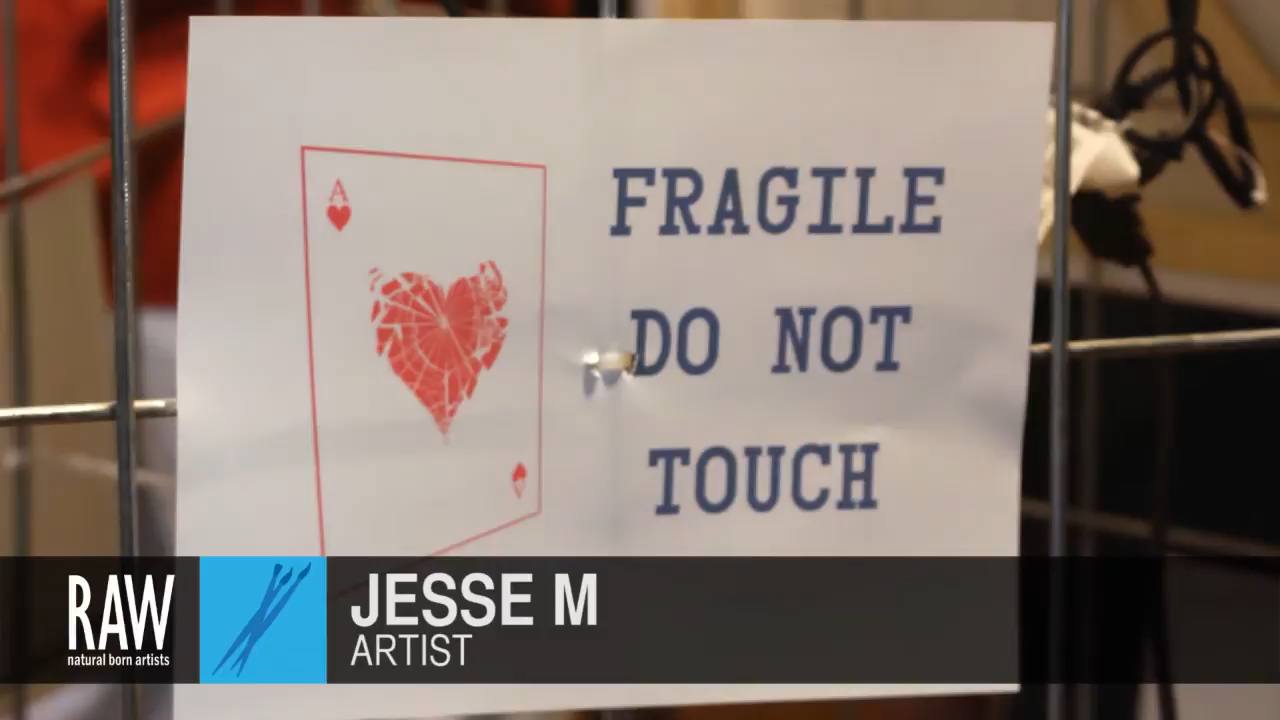 A
FRAGILE
DO NOT
TOUCH
RAW
natural born artists
JESSE M
ARTIST